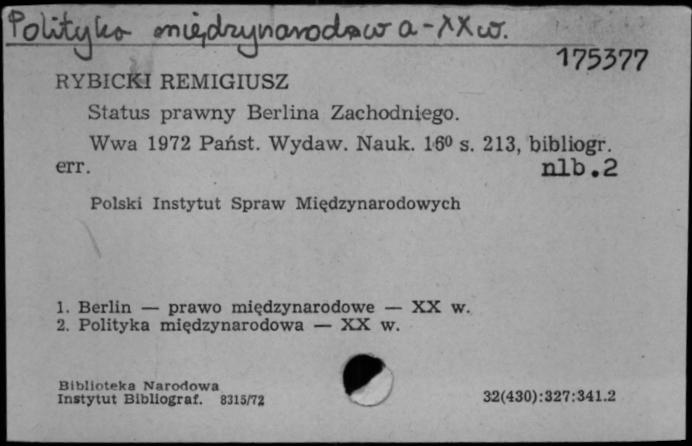 Polityka międzynarodowa - XX w.
175377
RYBICKI REMIGIUSZ
Status prawny Berlina Zachodniego.
Wwa 1972 Państ. Wydaw. Nauk. 16⁰ s. 213, bibliogr.
err. nlb.2
Polski Instytut Spraw Międzynarodowych
1. Berlin — prawo międzynarodowe — XX w.
2. Polityka międzynarodowa — XX w.
Biblioteka Narodowa
Instytut Bibliograf. 8315/72 32(430):327:341.2